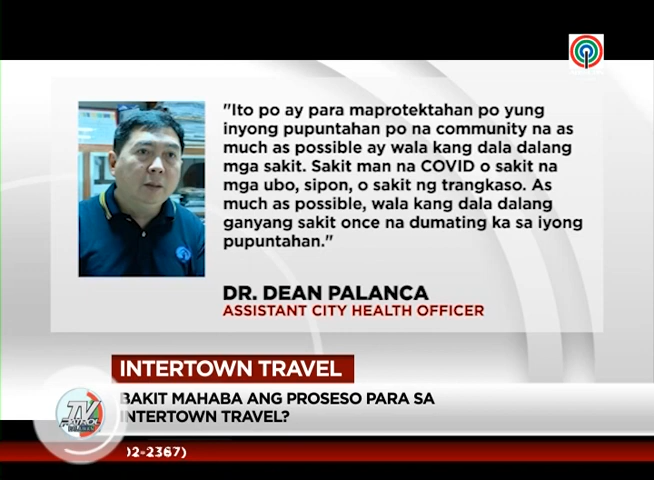 "Ito po ay para maprotektahan po yung
inyong pupuntahan po na community na as
much as possible ay wala kang dala dalang
mga sakit. Sakit man na COVID o sakit na
mga ubo, sipon, o sakit ng trangkaso. As
much as possible, wala kang dala dalang
ganyang sakit once na dumating ka sa iyong
pupuntahan."
DR. DEAN PALANCA
ASSISTANT CITY HEALTH OFFICER
INTERTOWN TRAVEL
BAKIT MAHABA ANG PROSESO PARA SA
INTERTOWN TRAVEL?
TV
PATROL
02-2367)